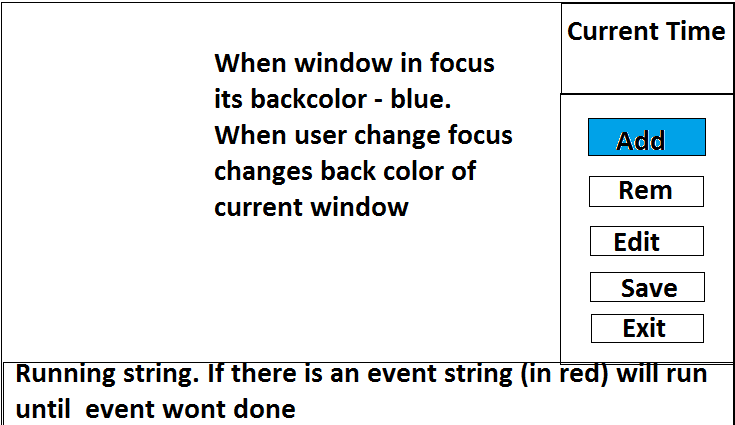 When window in focus
its backcolor - blue.
When user change focus
changes back color of
current window
Current Time
Add
Rem
Edit
Save
Exit
Running string. If there is an event string (in red) will run
until  event wont done